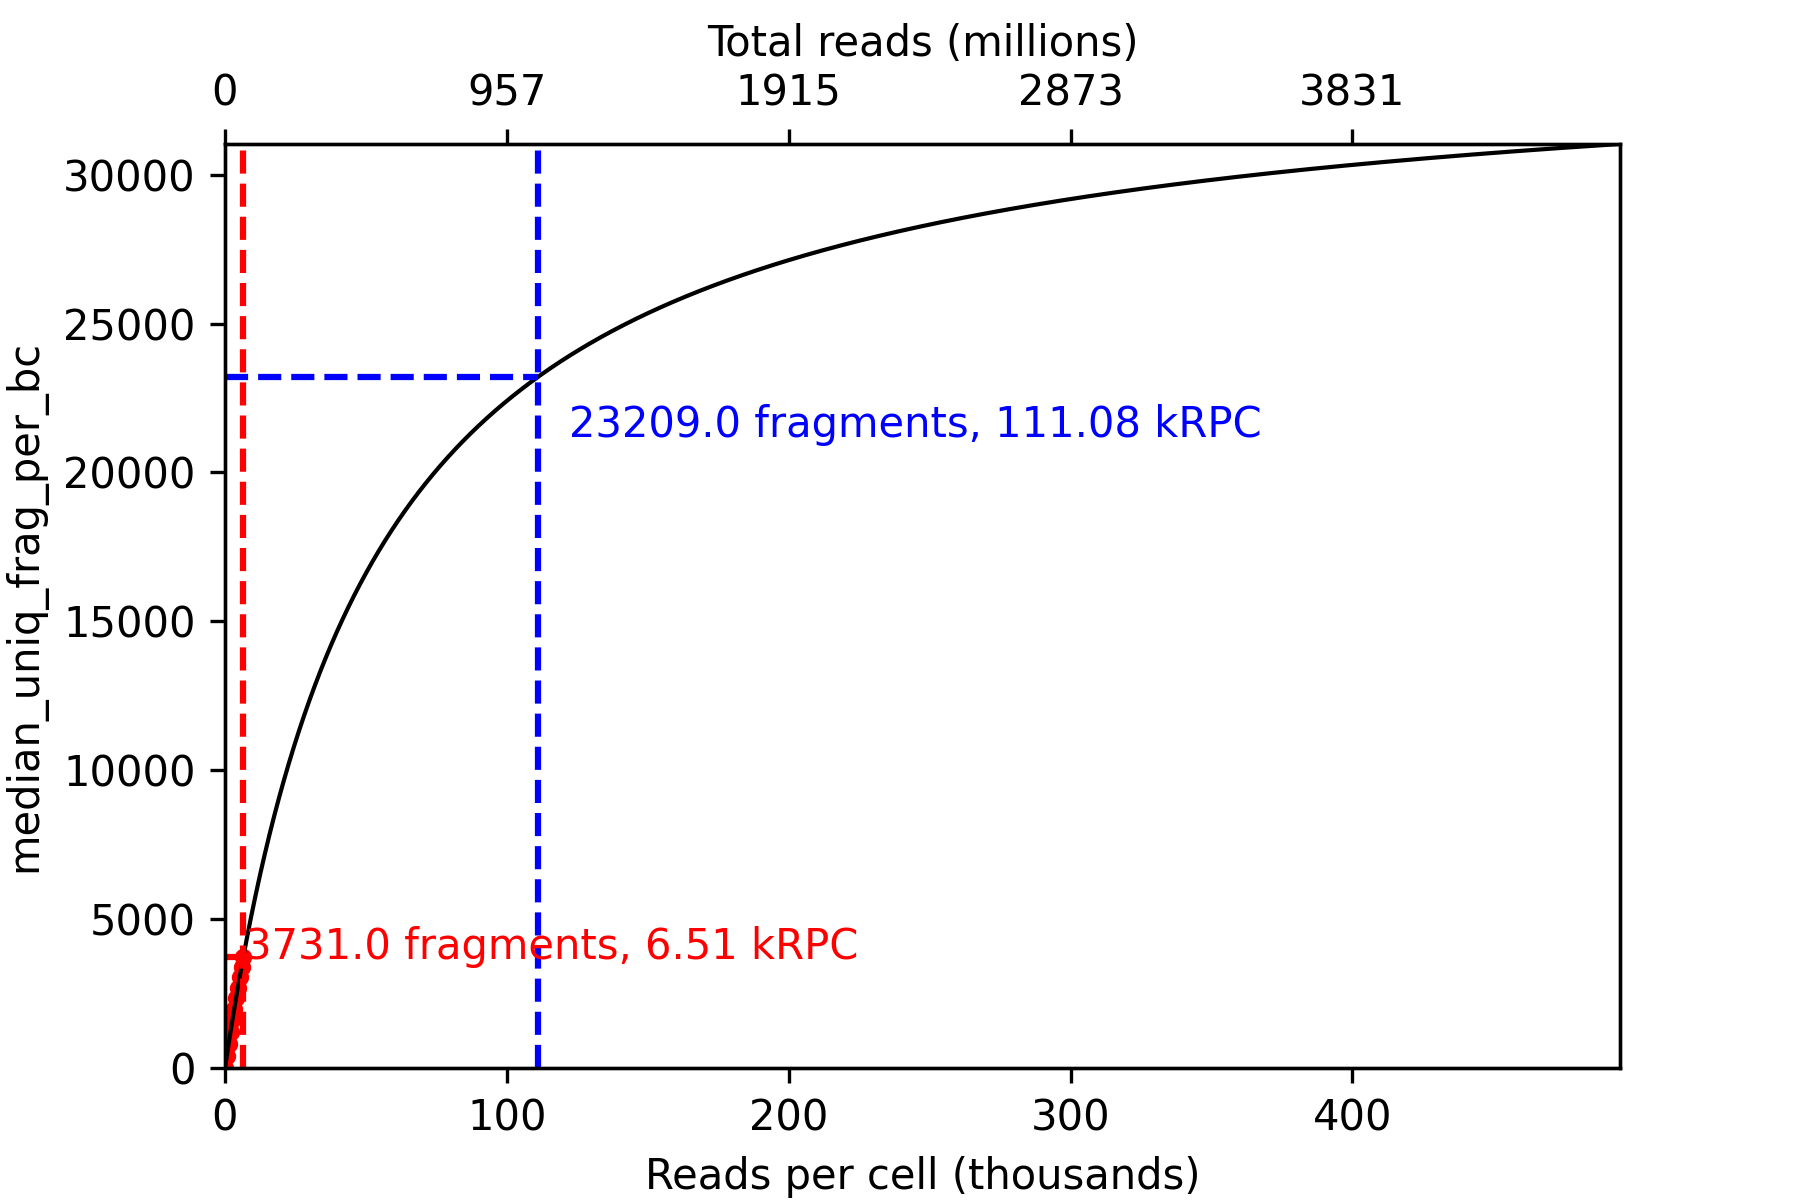 Total reads (millions)
0 957 1915 2873 3831
30000
25000
20000
15000
10000
5000
0
median_uniq_frag_per_bc
23209.0 fragments, 111.08 kRPC
3731.0 fragments, 6.51 kRPC
0 100 200 300 400
Reads per cell (thousands)